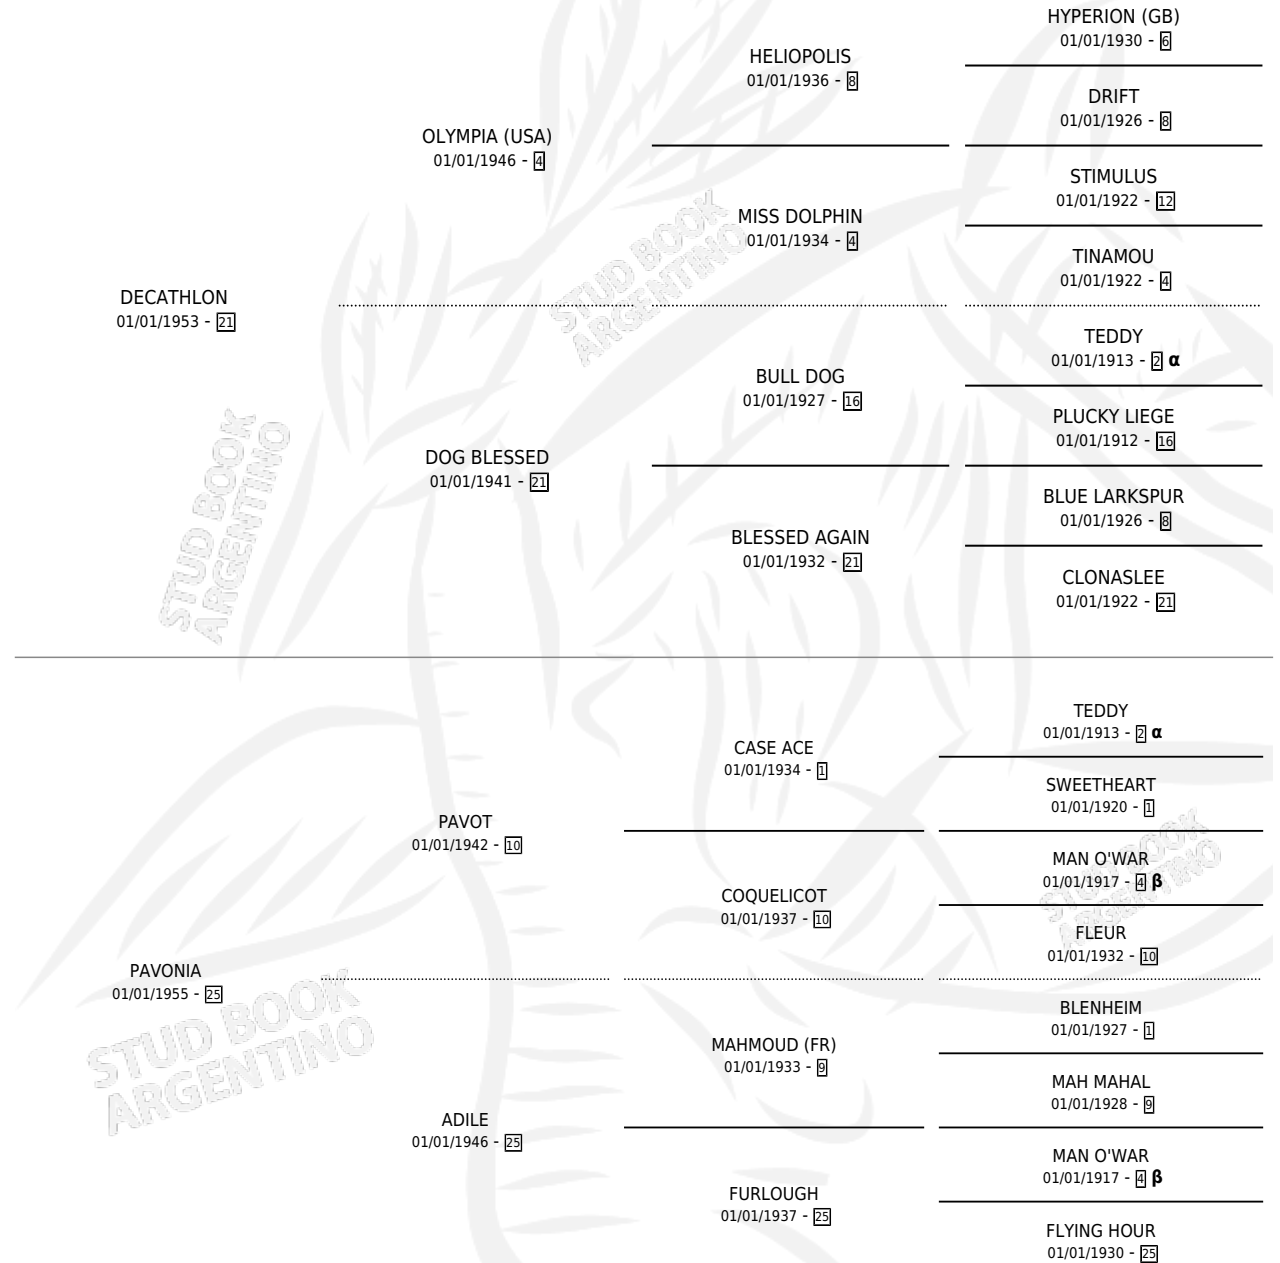 HYPERION (GB)
01/01/1930 - 6
HELIOPOLIS
01/01/1936 - 8
DRIFT
01/01/1926 - 8
OLYMPIA (USA)
01/01/1946 - 4
STIMULUS
01/01/1922 - 12
MISS DOLPHIN
01/01/1934 - 4
TINAMOU
01/01/1922 - 4
DECATHLON
01/01/1953 - 21
TEDDY
01/01/1913 - 2 α
BULL DOG
01/01/1927 - 16
PLUCKY LIEGE
01/01/1912 - 16
DOG BLESSED
01/01/1941 - 21
BLUE LARKSPUR
01/01/1926 - 8
BLESSED AGAIN
01/01/1932 - 21
CLONASLEE
01/01/1922 - 21
TEDDY
01/01/1913 - 2 α
CASE ACE
01/01/1934 - 1
SWEETHEART
01/01/1920 - 1
PAVOT
01/01/1942 - 10
MAN O'WAR
01/01/1917 - 4 β
COQUELICOT
01/01/1937 - 10
FLEUR
01/01/1932 - 10
PAVONIA
01/01/1955 - 25
BLENHEIM
01/01/1927 - 1
MAHMOUD (FR)
01/01/1933 - 9
MAH MAHAL
01/01/1928 - 9
ADILE
01/01/1946 - 25
MAN O'WAR
01/01/1917 - 4 β
FURLOUGH
01/01/1937 - 25
FLYING HOUR
01/01/1930 - 25
STUD BOOK
ARGENTINO
STUD BOOK
ARGENTINO
STUD BOOK
ARGENTINO
STUD BOOK
ARGENTINO